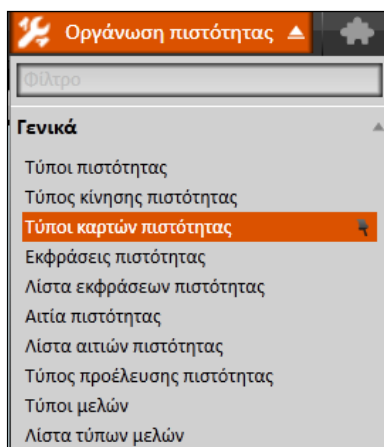 Οργάνωση πιστότητας
Φίλτρο
Γενικά
Τύποι πιστότητας
Τύπος κίνησης πιστότητας
Τύποι καρτών πιστότητας
Εκφράσεις πιστότητας
Λίστα εκφράσεων πιστότητας
Αιτία πιστότητας
Λίστα αιτιών πιστότητας
Τύπος προέλευσης πιστότητας
Τύποι μελών
Λίστα τύπων μελών